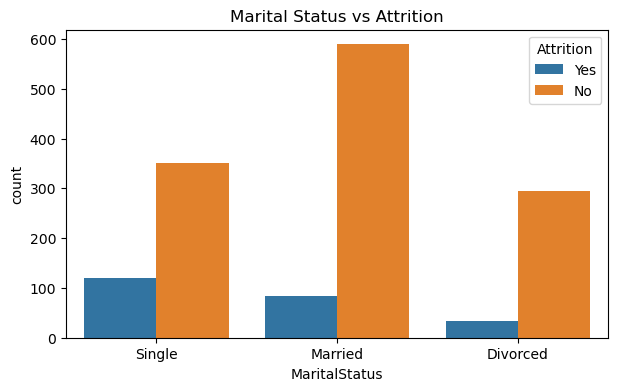 Marital Status vs Attrition
Attrition
Yes
No
600
500
400
300
200
100
0
count
Single Married Divorced
MaritalStatus